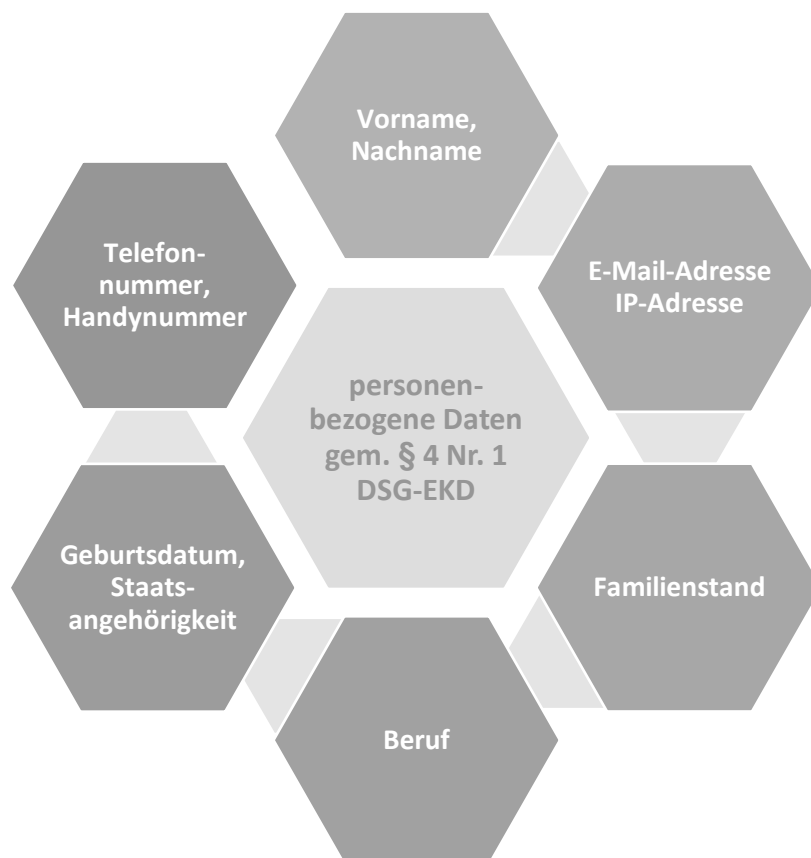 Vorname,
Nachname
E-Mail-Adresse
IP-Adresse
Familienstand
Beruf
Geburtsdatum,
Staats-
angehörigkeit
Telefon-
nummer,
Handynummer
personen-
bezogene Daten
gem. § 4 Nr. 1
DSG-EKD